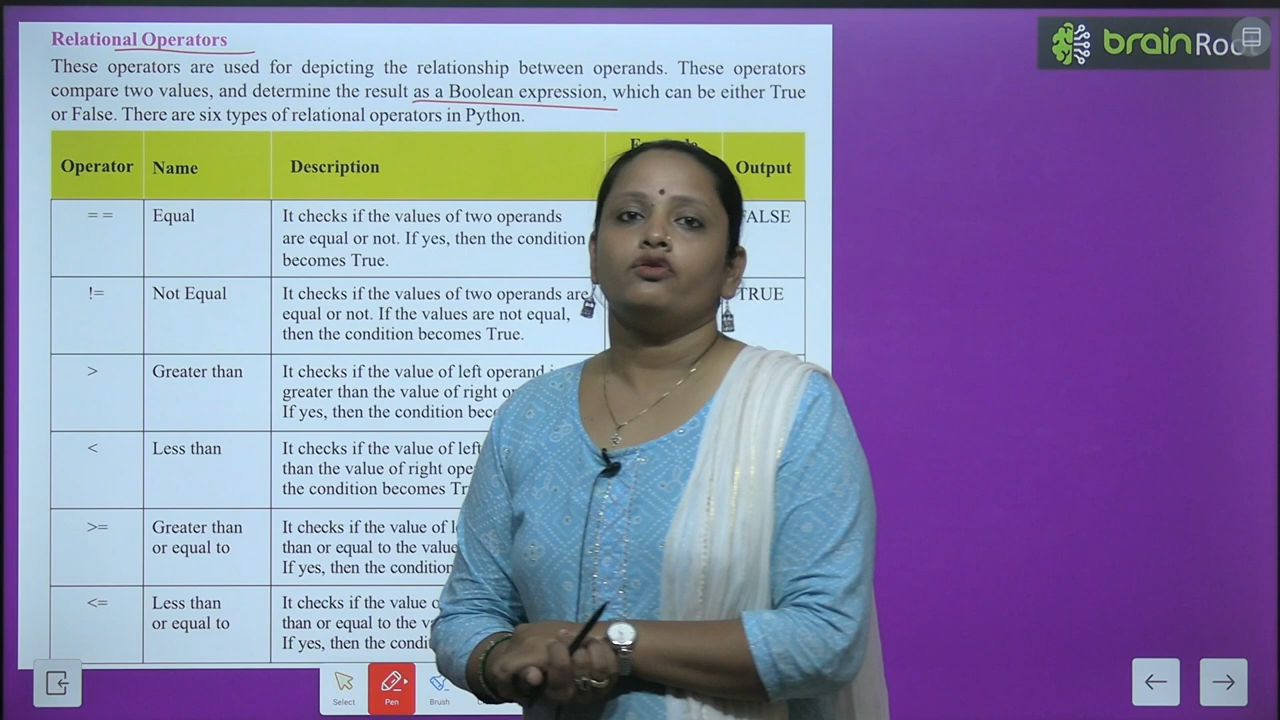 Relational Operators
These operators are used for depicting the relationship between operands. These operators
compare two values, and determine the result as a Boolean expression, which can be either True
or False. There are six types of relational operators in Python.
Operator Name Description Output
= = Equal It checks if the values of two operands
are equal or not. If yes, then the condition
becomes True.
FALSE
!= Not Equal It checks if the values of two operands are
equal or not. If the values are not equal,
then the condition becomes True.
TRUE
> Greater than It checks if the value of left operand
greater than the value of right
If yes, then the condition
< Less than It checks if the value of left
than the value of right
the condition becomes
>= Greater than
or equal to
It checks if the value of
than or equal to the value
If yes, then the condition
<= Less than
or equal to
It checks if the value
than or equal to the
If yes, then the
Select Pen Brush
brainRoot